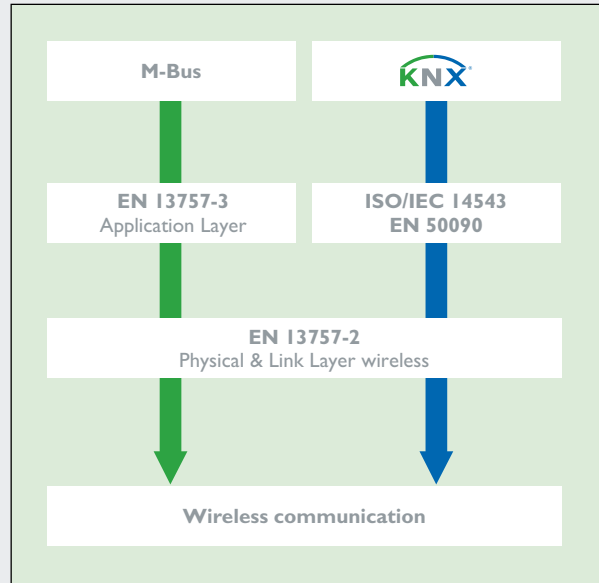 M-Bus
KNX®
EN 13757-3
Application Layer
ISO/IEC 14543
EN 50090
EN 13757-2
Physical & Link Layer wireless
Wireless communication